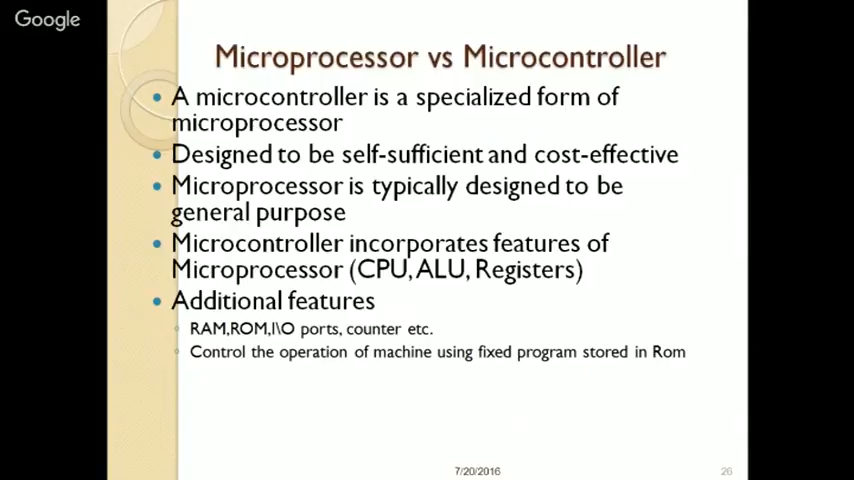 Google
Microprocessor vs Microcontroller
• A microcontroller is a specialized form of
microprocessor
• Designed to be self-sufficient and cost-effective
• Microprocessor is typically designed to be
general purpose
• Microcontroller incorporates features of
Microprocessor (CPU, ALU, Registers)
• Additional features
◦ RAM,ROM,I\O ports, counter etc.
◦ Control the operation of machine using fixed program stored in Rom
7/20/2016
26